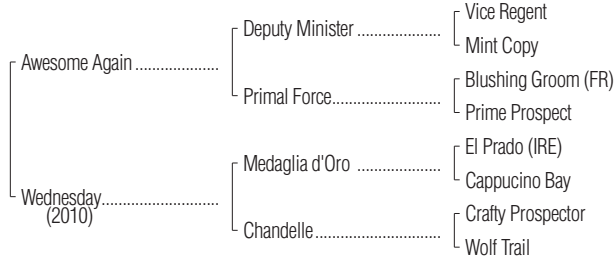 Vice Regent
Deputy Minister ...................
Mint Copy
Awesome Again ...................
Blushing Groom (FR)
Primal Force.........................
Prime Prospect
El Prado (IRE)
Medaglia d'Oro ...................
Cappucino Bay
Wednesday..........................
(2010)
Crafty Prospector
Chandelle.............................
Wolf Trail